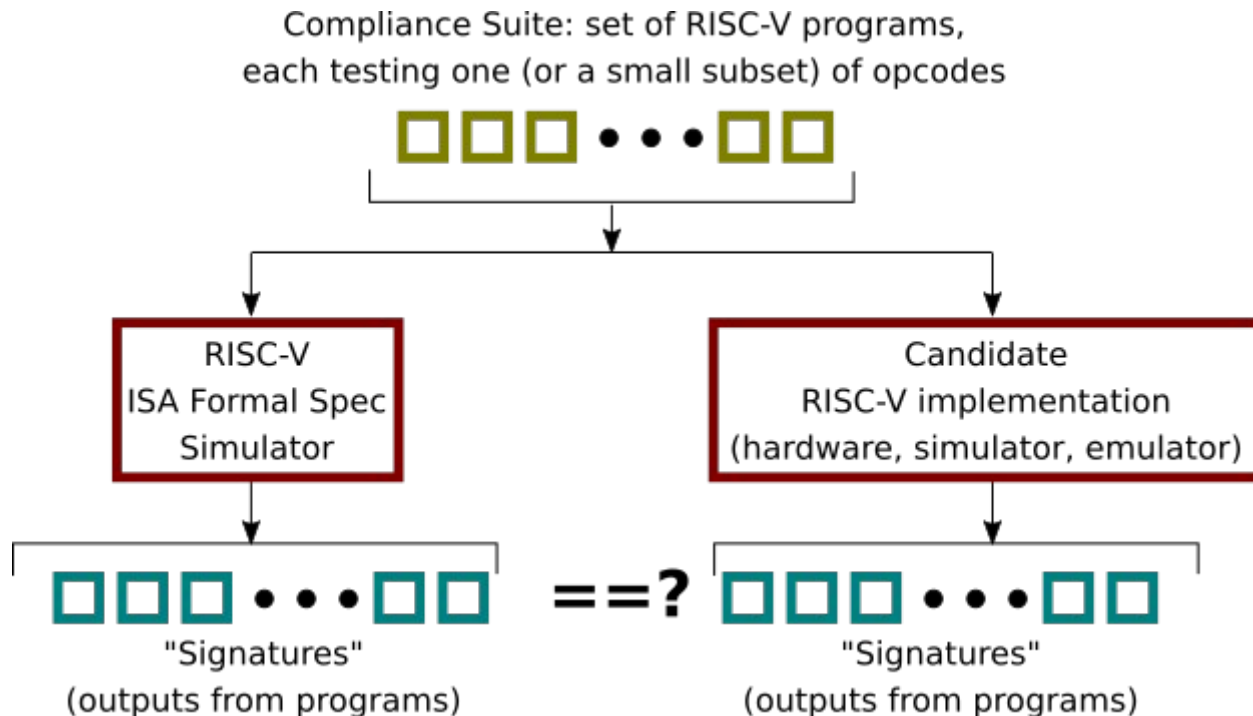 Compliance Suite: set of RISC-V programs,
each testing one (or a small subset) of opcodes
RISC-V
ISA Formal Spec
Simulator
Candidate
RISC-V implementation
(hardware, simulator, emulator)
==?
"Signatures"
(outputs from programs)
"Signatures"
(outputs from programs)